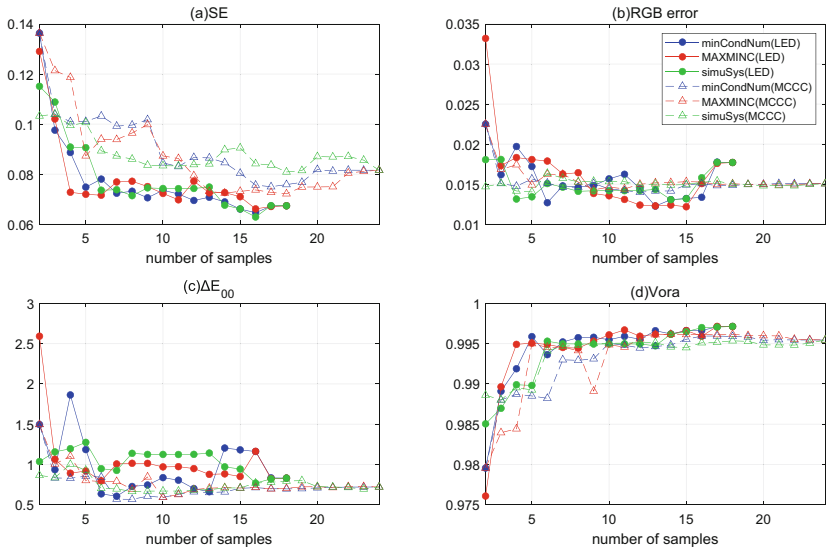 (a)SE
0.14
0.12
0.1
0.08
0.06
5
10
15
20
number of samples
(b)RGB error
0.035
0.03
0.025
0.02
0.015
0.01
minCondNum(LED)
MAXMINC(LED)
simuSys(LED)
minCondNum(MCCC)
MAXMINC(MCCC)
simuSys(MCCC)
5
10
15
20
number of samples
(c)ΔE00
3
2.5
2
1.5
1
0.5
5
10
15
20
number of samples
(d)Vora
1
0.995
0.99
0.985
0.98
0.975
5
10
15
20
number of samples